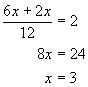 (6x + 2x)/12 = 2
8x = 24
x = 3